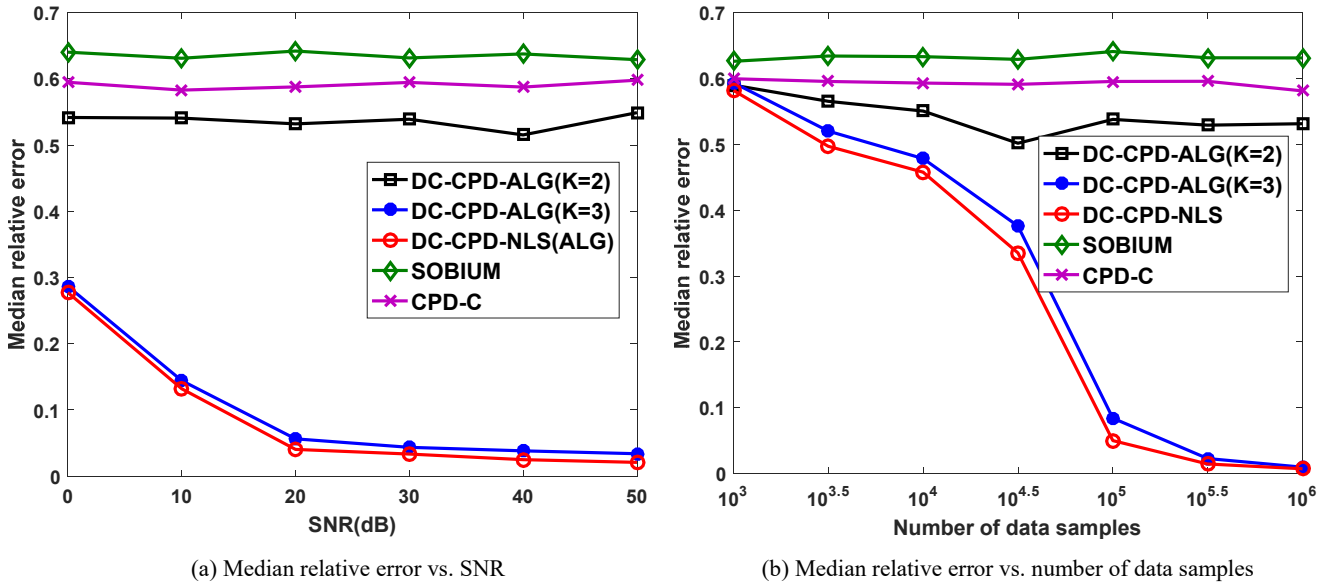 0.7
0.6
0.5
0.4
0.3
0.2
0.1
0
Median relative error
DC-CPD-ALG(K=2)
DC-CPD-ALG(K=3)
DC-CPD-NLS(ALG)
SOBIUM
CPD-C
0 10 20 30 40 50
SNR(dB)
(a) Median relative error vs. SNR
0.7
0.6
0.5
0.4
0.3
0.2
0.1
0
Median relative error
DC-CPD-ALG(K=2)
DC-CPD-ALG(K=3)
DC-CPD-NLS
SOBIUM
CPD-C
10^3 10^3.5 10^4 10^4.5 10^5 10^5.5 10^6
Number of data samples
(b) Median relative error vs. number of data samples